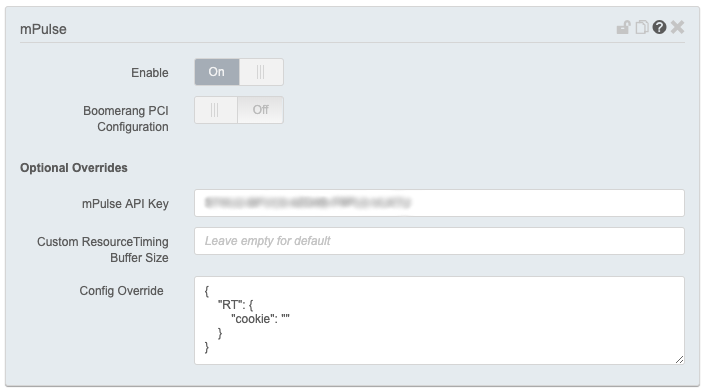 mPulse
Enable
On
Boomerang PCI
Configuration
Off
Optional Overrides
mPulse API Key
Custom ResourceTiming
Buffer Size
Leave empty for default
Config Override
{
"RT": {
"cookie": ""
}
}